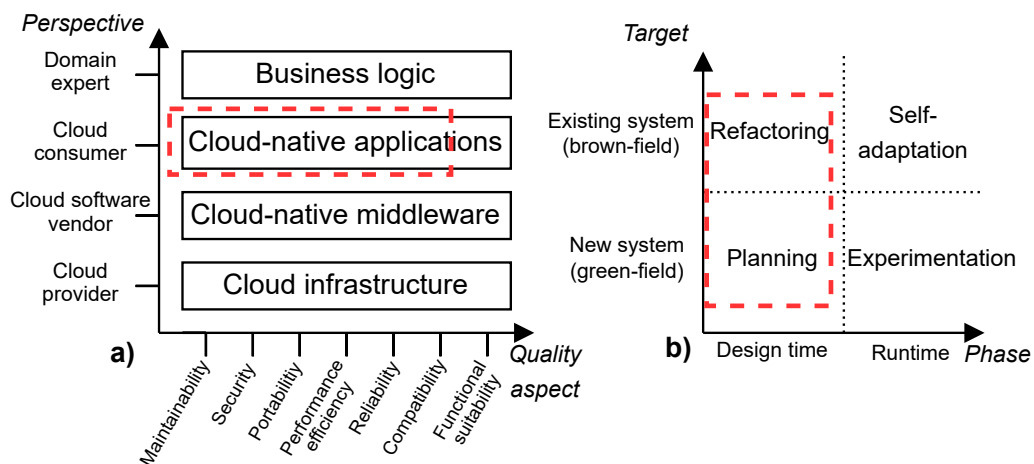 Perspective
Domain
expert
Cloud
consumer
Cloud software
vendor
Cloud
provider
Business logic
Cloud-native applications
Cloud-native middleware
Cloud infrastructure
a)
Quality
aspect
Maintainability
Security
Portabilitiy
Performance
efficiency
Reliability
Compatibility
Functional
suitability
Target
Existing system
(brown-field)
New system
(green-field)
Refactoring
Self-
adaptation
Planning
Experimentation
b)
Design time
Runtime
Phase